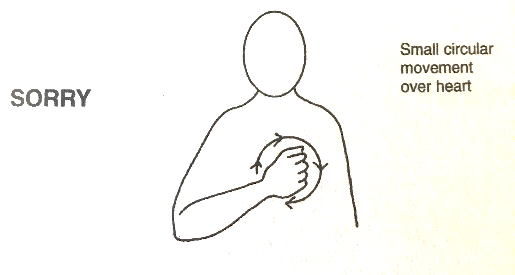 SORRY
Small circular
movement
over heart